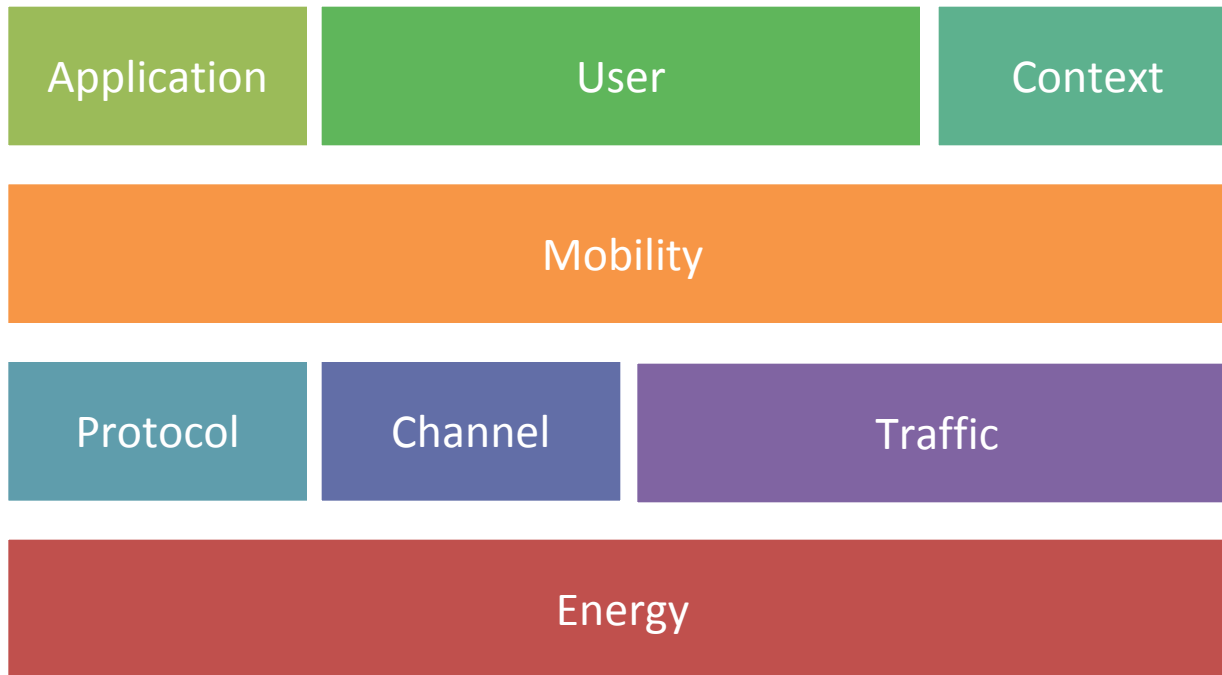 Application
User
Context
Mobility
Protocol
Channel
Traffic
Energy